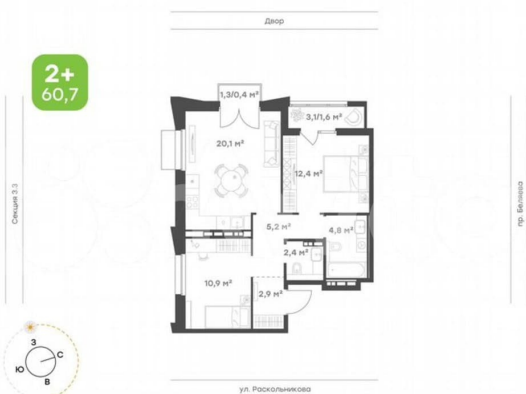 Двор
2+
60,7
1,3/0,4 м²
3,1/1,6 м²
20,1 м²
12,4 м²
Секция 3.3
пр. Беляева
5,2 м²
4,8 м²
2,4 м²
10,9 м²
2,9 м²
З
С
Ю
В
ул. Раскольникова